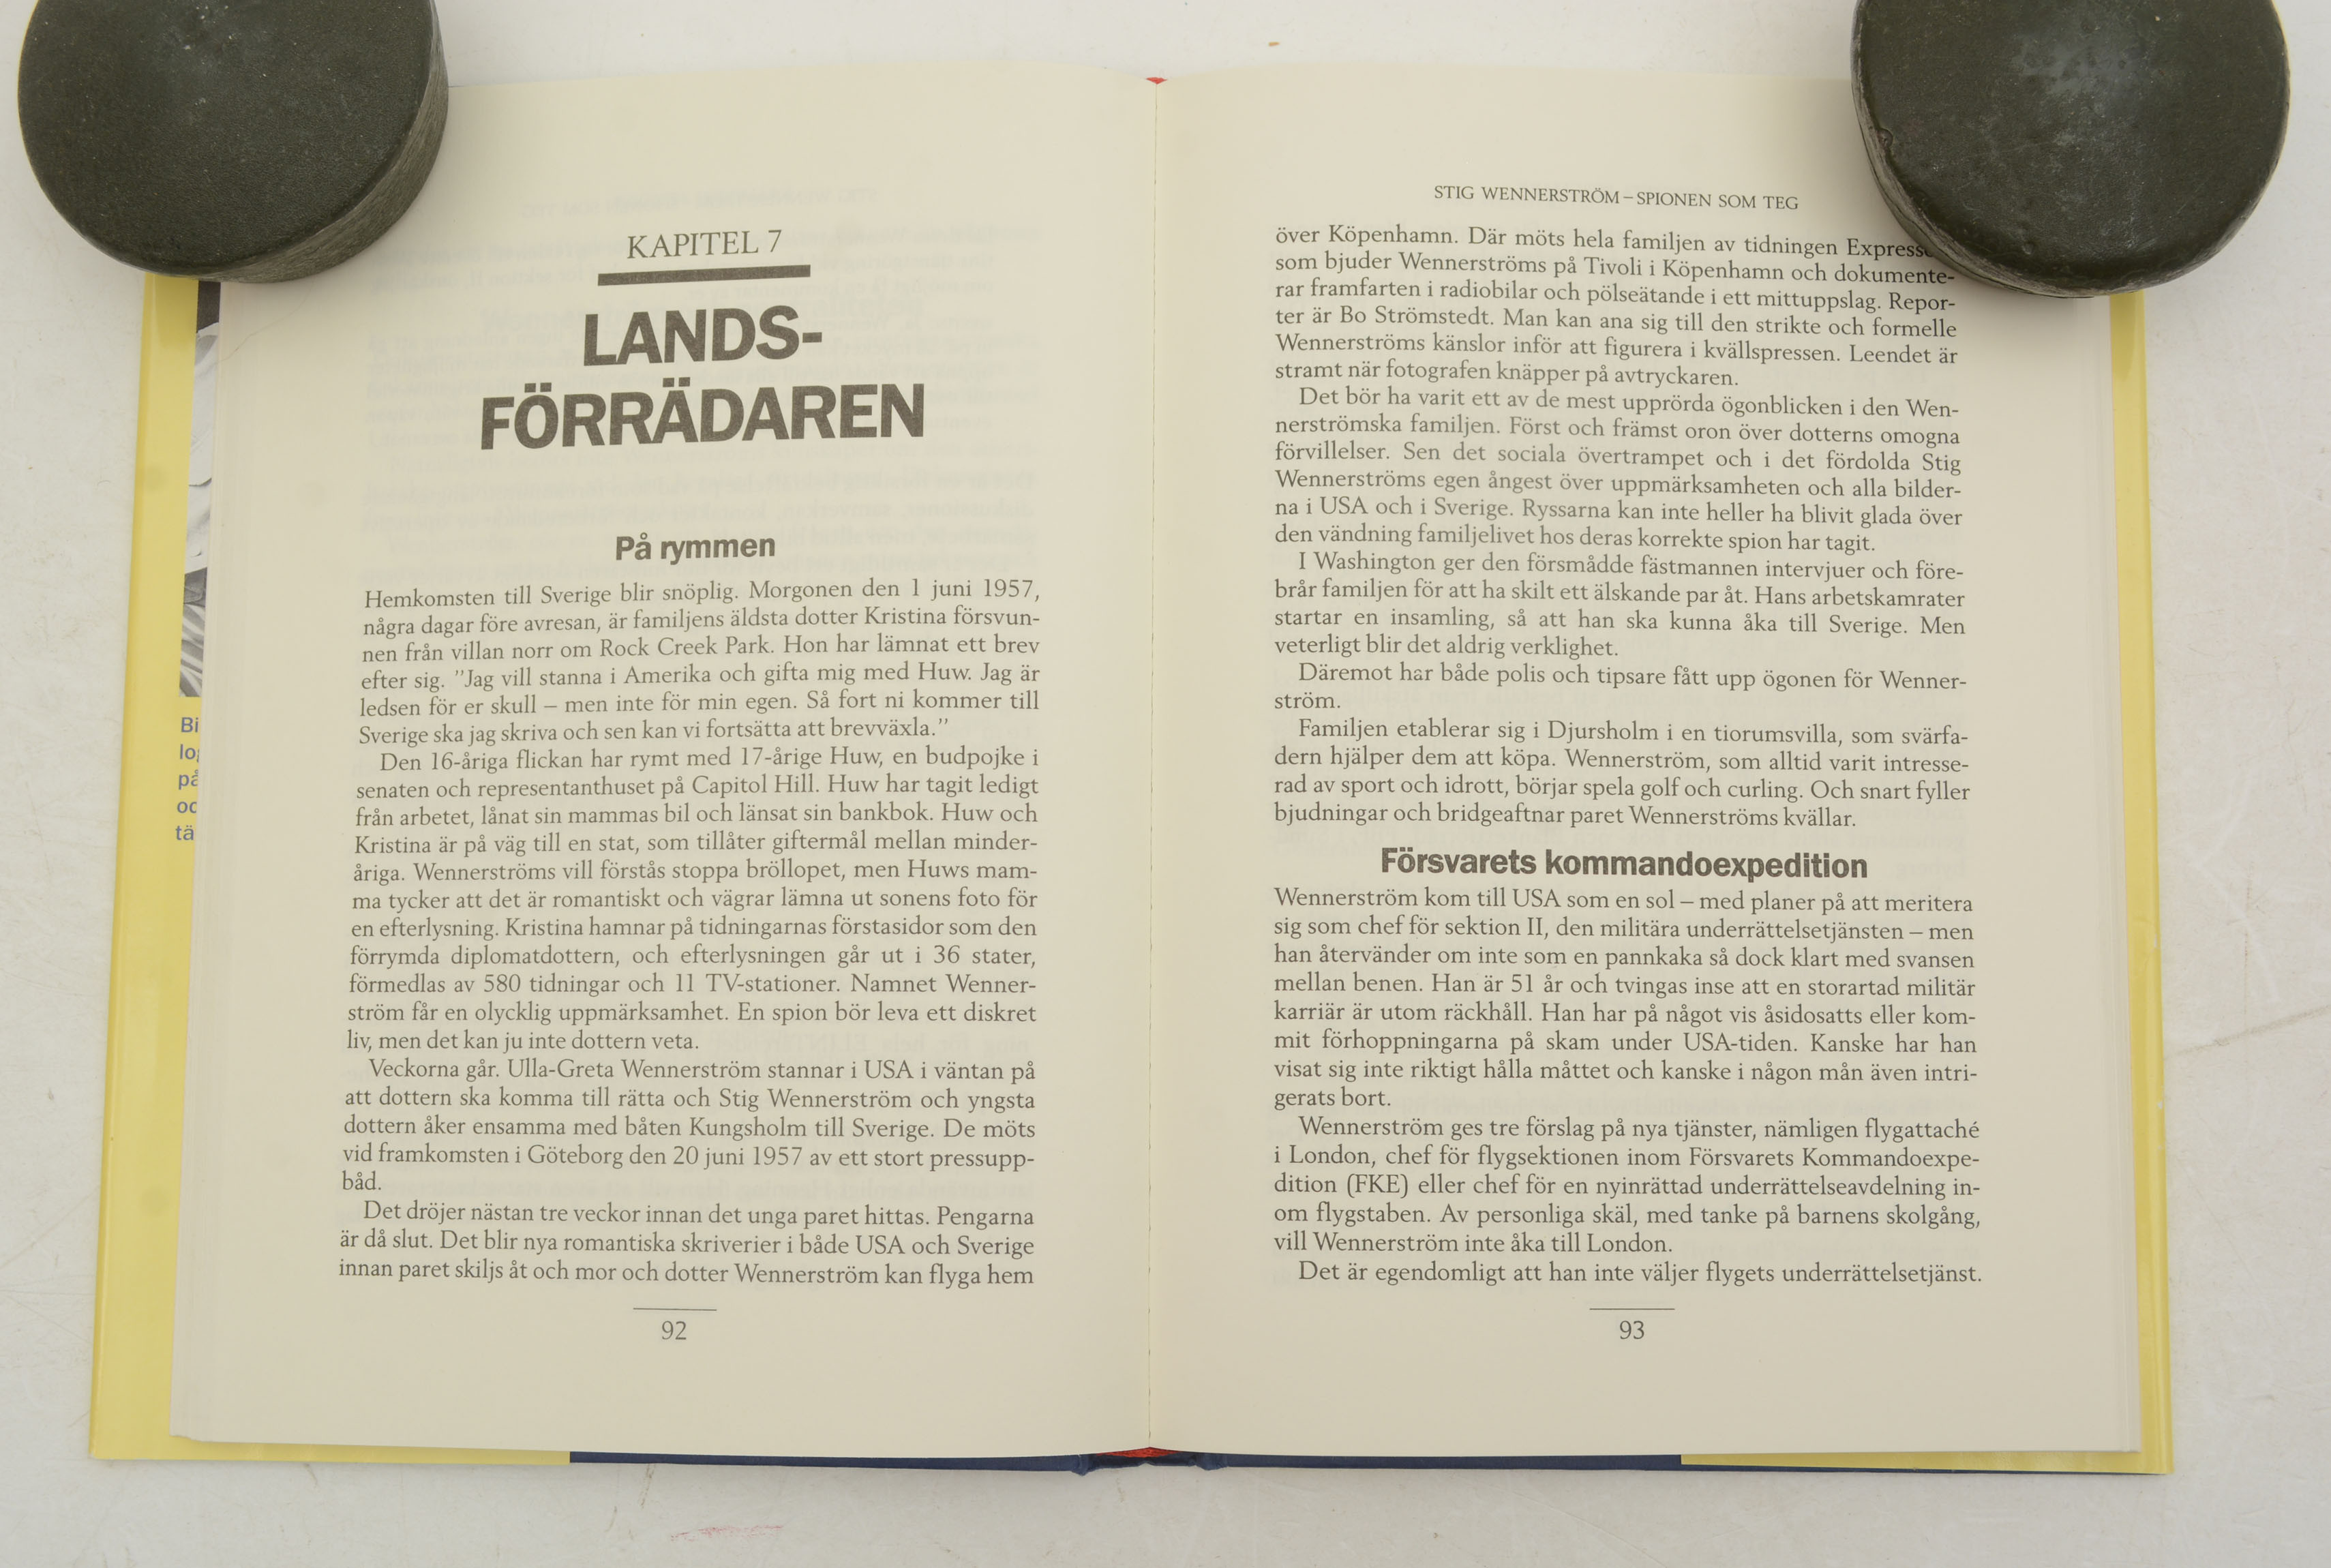 KAPITEL 7
LANDS-
FÖRRÄDAREN
På rymmen
Hemkomsten till Sverige blir snöplig. Morgonen den 1 juni 1957,
några dagar före avresan, är familjens äldsta dotter Kristina försvun-
nen från villan norr om Rock Creek Park. Hon har lämnat ett brev
efter sig. ”Jag vill stanna i Amerika och gifta mig med Huw. Jag är
ledsen för er skull – men inte för min egen. Så fort ni kommer till
Sverige ska jag skriva och sen kan vi fortsätta att brevväxla.”
Den 16-åriga flickan har rymt med 17-årige Huw, en budpojke i
senaten och representanthuset på Capitol Hill. Huw har tagit ledigt
från arbetet, lånat sin mammas bil och länsat sin bankbok. Huw och
Kristina är på väg till en stat, som tillåter giftermål mellan minder-
åriga. Wennerströms vill förstås stoppa bröllopet, men Huws mam-
ma tycker att det är romantiskt och vägrar lämna ut sonens foto för
en efterlysning. Kristina hamnar på tidningarnas förstasidor som den
förrymda diplomatdottern, och efterlysningen går ut i 36 stater,
förmedlas av 580 tidningar och 11 TV-stationer. Namnet Wenner-
ström får en olycklig uppmärksamhet. En spion bör leva ett diskret
liv, men det kan ju inte dottern veta.
Veckorna går. Ulla-Greta Wennerström stannar i USA i väntan på
att dottern ska komma till rätta och Stig Wennerström och yngsta
dottern åker ensamma med båten Kungsholm till Sverige. De möts
vid framkomsten i Göteborg den 20 juni 1957 av ett stort pressupp-
båd.
Det dröjer nästan tre veckor innan det unga paret hittas. Pengarna
är då slut. Det blir nya romantiska skriverier i både USA och Sverige
innan paret skiljs åt och mor och dotter Wennerström kan flyga hem
92
STIG WENNERSTRÖM – SPIONEN SOM TEG
över Köpenhamn. Där möts hela familjen av tidningen
som bjuder Wennerströms på Tivoli i Köpenhamn och dokumente-
rar framfarten i radiobilar och pölseätande i ett mittuppslag. Repor-
ter är Bo Strömstedt. Man kan ana sig till den strikte och formelle
Wennerströms känslor inför att figurera i kvällspressen. Leendet är
stramt när fotografen knäpper på avtryckaren.
Det bör ha varit ett av de mest upprörda ögonblicken i den Wen-
nerströmska familjen. Först och främst oron över dotterns omogna
förvillelser. Sen det sociala övertrampet och i det fördolda Stig
Wennerströms egen ångest över uppmärksamheten och alla bilder-
na i USA och i Sverige. Ryssarna kan inte heller ha blivit glada över
den vändning familjelivet hos deras korrekte spion har tagit.
I Washington ger den försmådde fästmannen intervjuer och före-
brår familjen för att ha skilt ett älskande par åt. Hans arbetskamrater
startar en insamling, så att han ska kunna åka till Sverige. Men
veterligt blir det aldrig verklighet.
Däremot har både polis och tipsare fått upp ögonen för Wenner-
ström.
Familjen etablerar sig i Djursholm i en tiorumsvilla, som svärfa-
dern hjälper dem att köpa. Wennerström, som alltid varit intresse-
rad av sport och idrott, börjar spela golf och curling. Och snart fyller
bjudningar och bridgeaftnar paret Wennerströms kvällar.
Försvarets kommandoexpedition
Wennerström kom till USA som en sol – med planer på att meritera
sig som chef för sektion II, den militära underrättelsetjänsten – men
han återvänder om inte som en pannkaka så dock klart med svansen
mellan benen. Han är 51 år och tvingas inse att en storartad militär
karriär är utom räckhåll. Han har på något vis åsidosatts eller kom-
mit förhoppningarna på skam under USA-tiden. Kanske har han
visat sig inte riktigt hålla måttet och kanske i någon mån även intri-
gerats bort.
Wennerström ges tre förslag på nya tjänster, nämligen flygattaché
i London, chef för flygsektionen inom Försvarets Kommandoexpe-
dition (FKE) eller chef för en nyinrättad underrättelseavdelning in-
om flygstaben. Av personliga skäl, med tanke på barnens skolgång,
vill Wennerström inte åka till London.
Det är egendomligt att han inte väljer flygets underrättelsetjänst.
93